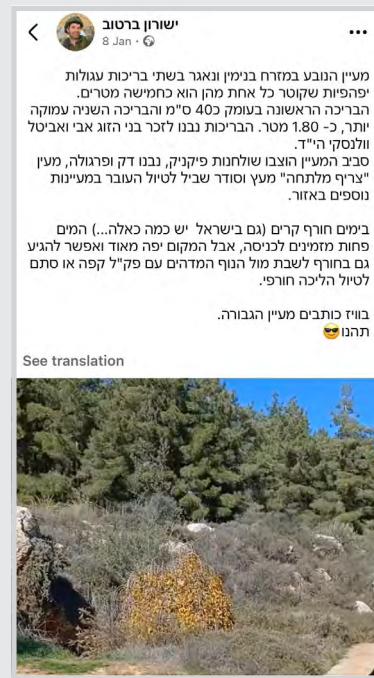 ישורון ברטוב
8 Jan ·
מעיין הנובע במזרח בנימין ונאגר בשתי בריכות עגולות
יפהפיות שקוטר כל אחת מהן הוא כחמישה מטרים.
הבריכה הראשונה בעומק כ40 ס"מ והבריכה השניה עמוקה
יותר, כ- 1.80 מטר. הבריכות נבנו לזכר בני הזוג אבי ואביטל
וולנסקי הי"ד.
סביב המעיין הוצבו שולחנות פיקניק, נבנו דק ופרגולה, מעין
"צריף מלתחה" מעץ וסודר שביל לטיול העובר במעיינות
נוספים באזור.
בימים חורף קרים (גם בישראל יש כמה כאלה...) המים
פחות מזמינים לכניסה, אבל המקום יפה מאוד ואפשר להגיע
גם בחורף לשבת מול הנוף המדהים עם פק"ל קפה או סתם
לטיול הליכה חורפי.
בוויז כותבים מעיין הגבורה.
תהנו😎
See translation